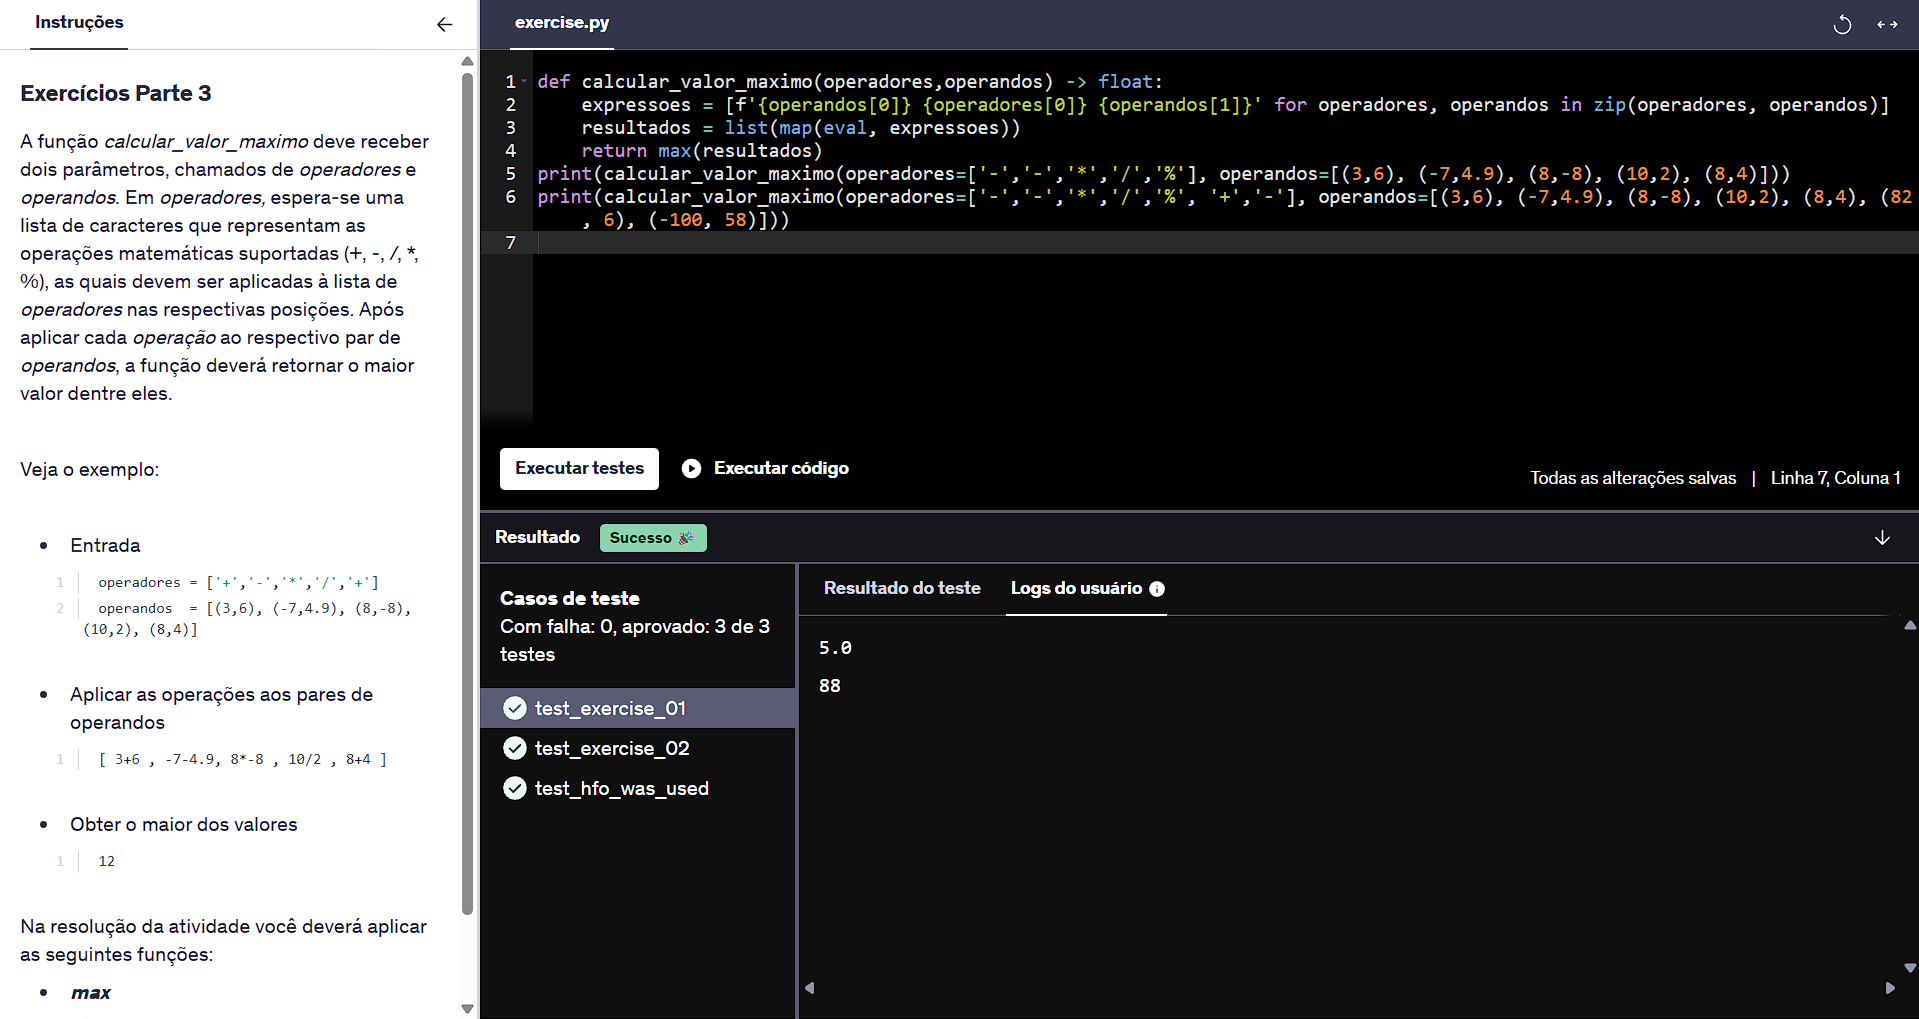 Instruções
Exercícios Parte 3
A função calcular_valor_maximo deve receber
dois parâmetros, chamados de operadores e
operandos. Em operadores, espera-se uma
lista de caracteres que representam as
operações matemáticas suportadas (+, -, /, *,
%), as quais devem ser aplicadas à lista de
operadores nas respectivas posições. Após
aplicar cada operação ao respectivo par de
operandos, a função deverá retornar o maior
valor dentre eles.
Veja o exemplo:
Entrada
1 operadores = ['+','-','*','/','+']
2 operandos  = [(3,6), (-7,4.9), (8,-8),
(10,2), (8,4)]
Aplicar as operações aos pares de
operandos
1 [ 3+6 , -7-4.9, 8*-8 , 10/2 , 8+4 ]
Obter o maior dos valores
1 12
Na resolução da atividade você deverá aplicar
as seguintes funções:
max
exercise.py
1 def calcular_valor_maximo(operadores,operandos) -> float:
2     expressoes = [f'{operandos[0]} {operadores[0]} {operandos[1]}' for operadores, operandos in zip(operadores, operandos)]
3     resultados = list(map(eval, expressoes))
4     return max(resultados)
5 print(calcular_valor_maximo(operadores=['-','-','*','/','%'], operandos=[(3,6), (-7,4.9), (8,-8), (10,2), (8,4)]))
6 print(calcular_valor_maximo(operadores=['-','-','*','/','%', '+','-'], operandos=[(3,6), (-7,4.9), (8,-8), (10,2), (8,4), (82
, 6), (-100, 58)]))
7
Executar testes
Executar código
Todas as alterações salvas | Linha 7, Coluna 1
Resultado
Sucesso 🎉
Casos de teste
Com falha: 0, aprovado: 3 de 3
testes
test_exercise_01
test_exercise_02
test_hfo_was_used
Resultado do teste
Logs do usuário
5.0
88